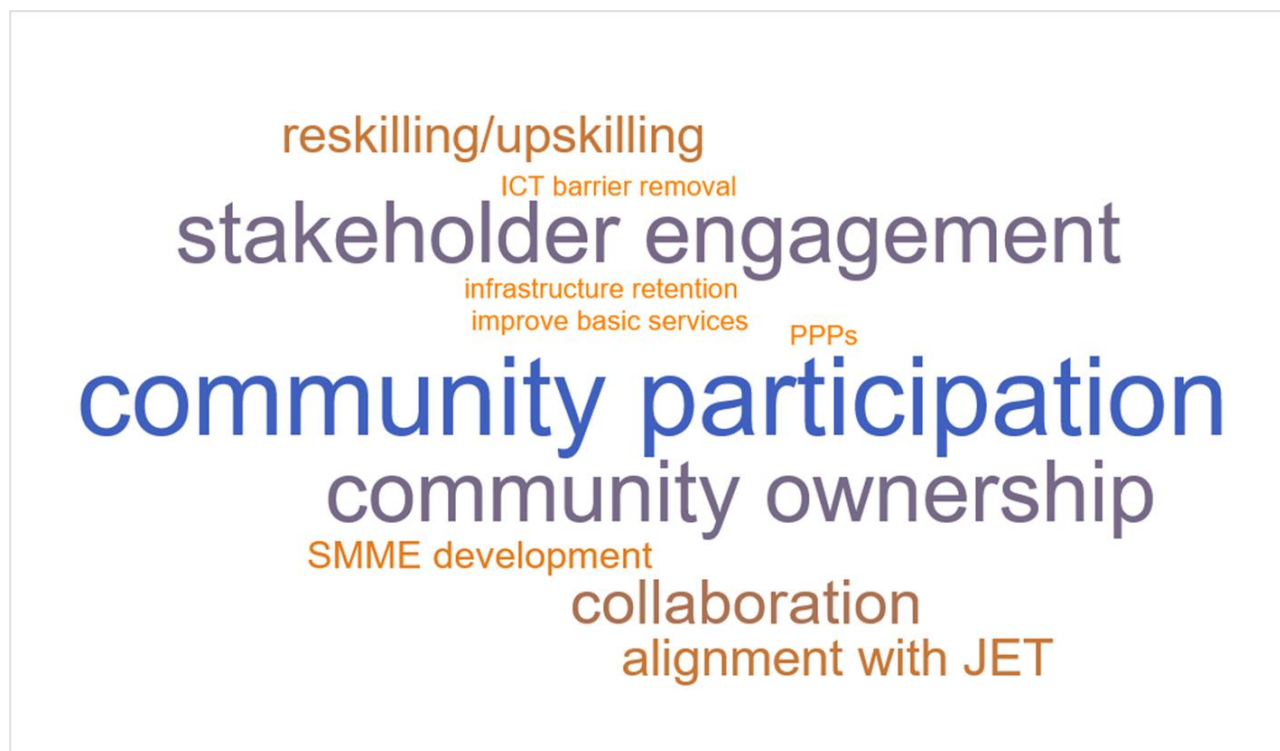 reskilling/upskilling
ICT barrier removal
stakeholder engagement
infrastructure retention
improve basic services
PPPs
community participation
community ownership
SMME development
collaboration
alignment with JET